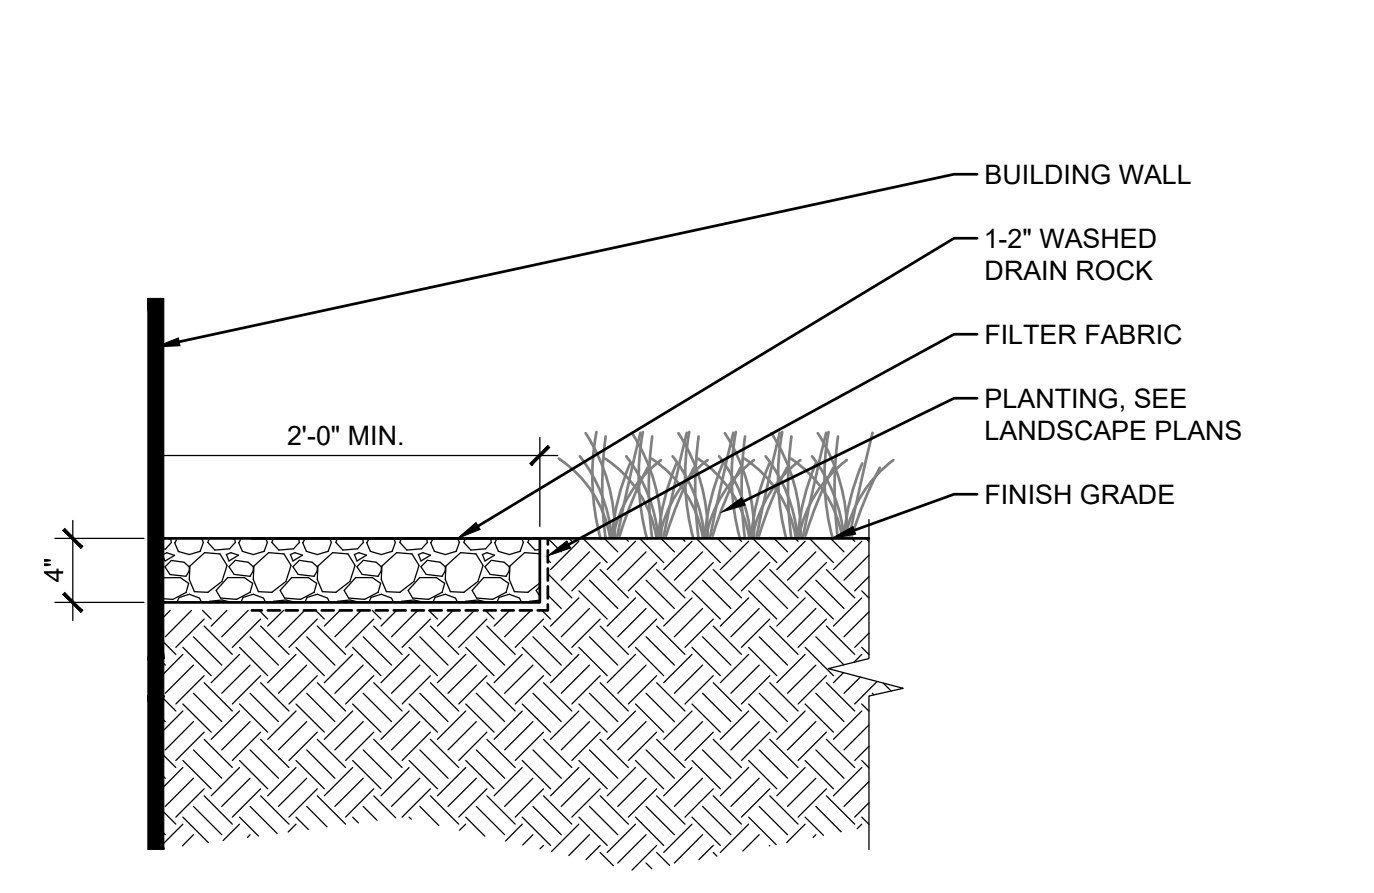 BUILDING WALL
1-2" WASHED
DRAIN ROCK
FILTER FABRIC
PLANTING, SEE
LANDSCAPE PLANS
FINISH GRADE
2'-0" MIN.
4"